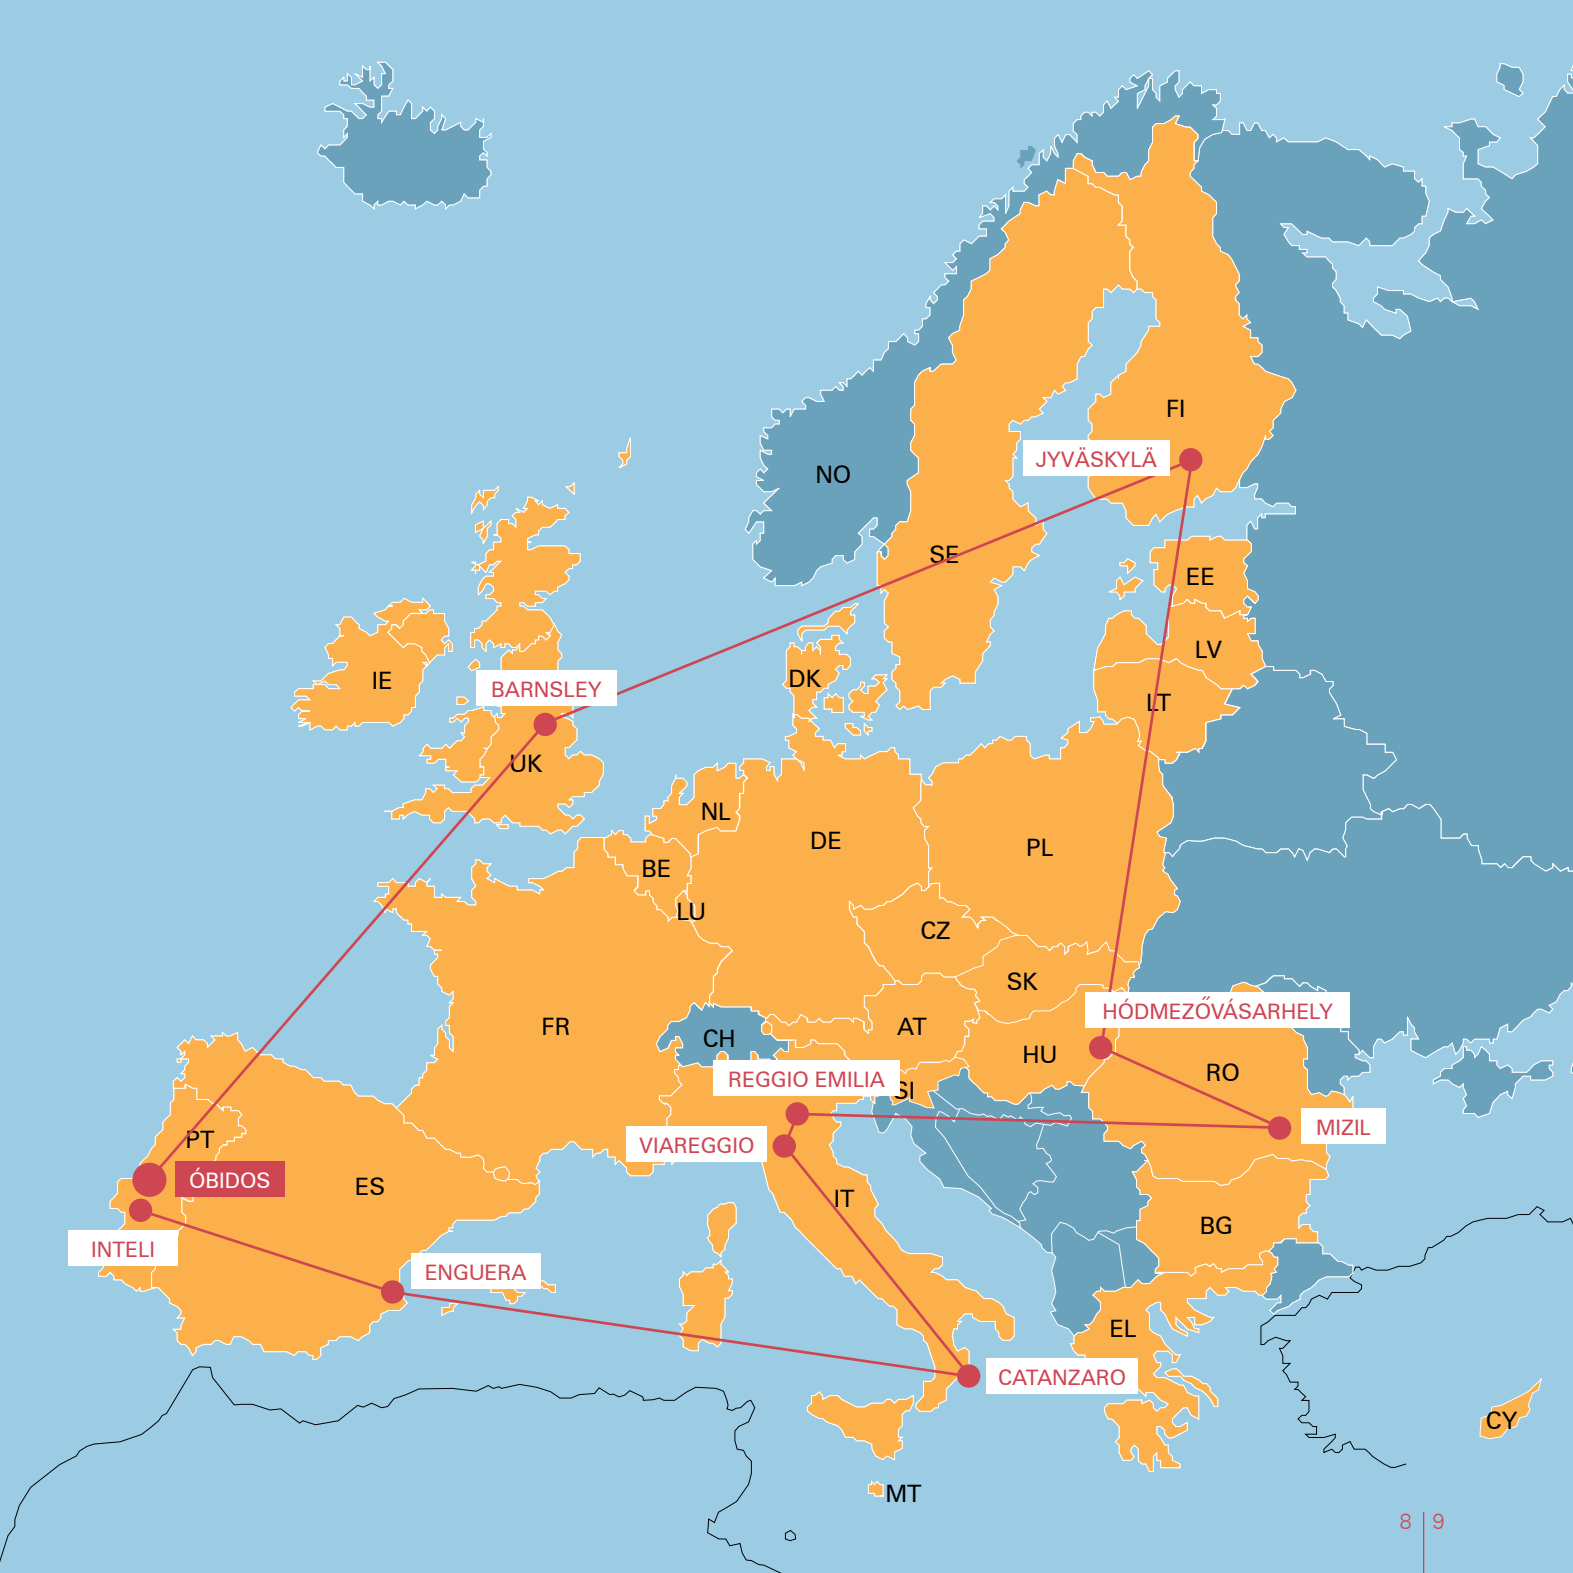 FI
JYVÄSKYLÄ
NO
SE
EE
LV
IE
DK
BARNSLEY
LT
UK
NL
DE
PL
BE
LU
CZ
SK
HÓDMEZŐVÁSARHELY
FR
AT
CH
HU
RO
REGGIO EMILIA
SI
MIZIL
PT
VIAREGGIO
ÓBIDOS
ES
IT
BG
INTELI
ENGUERA
EL
CATANZARO
CY
MT
8 | 9